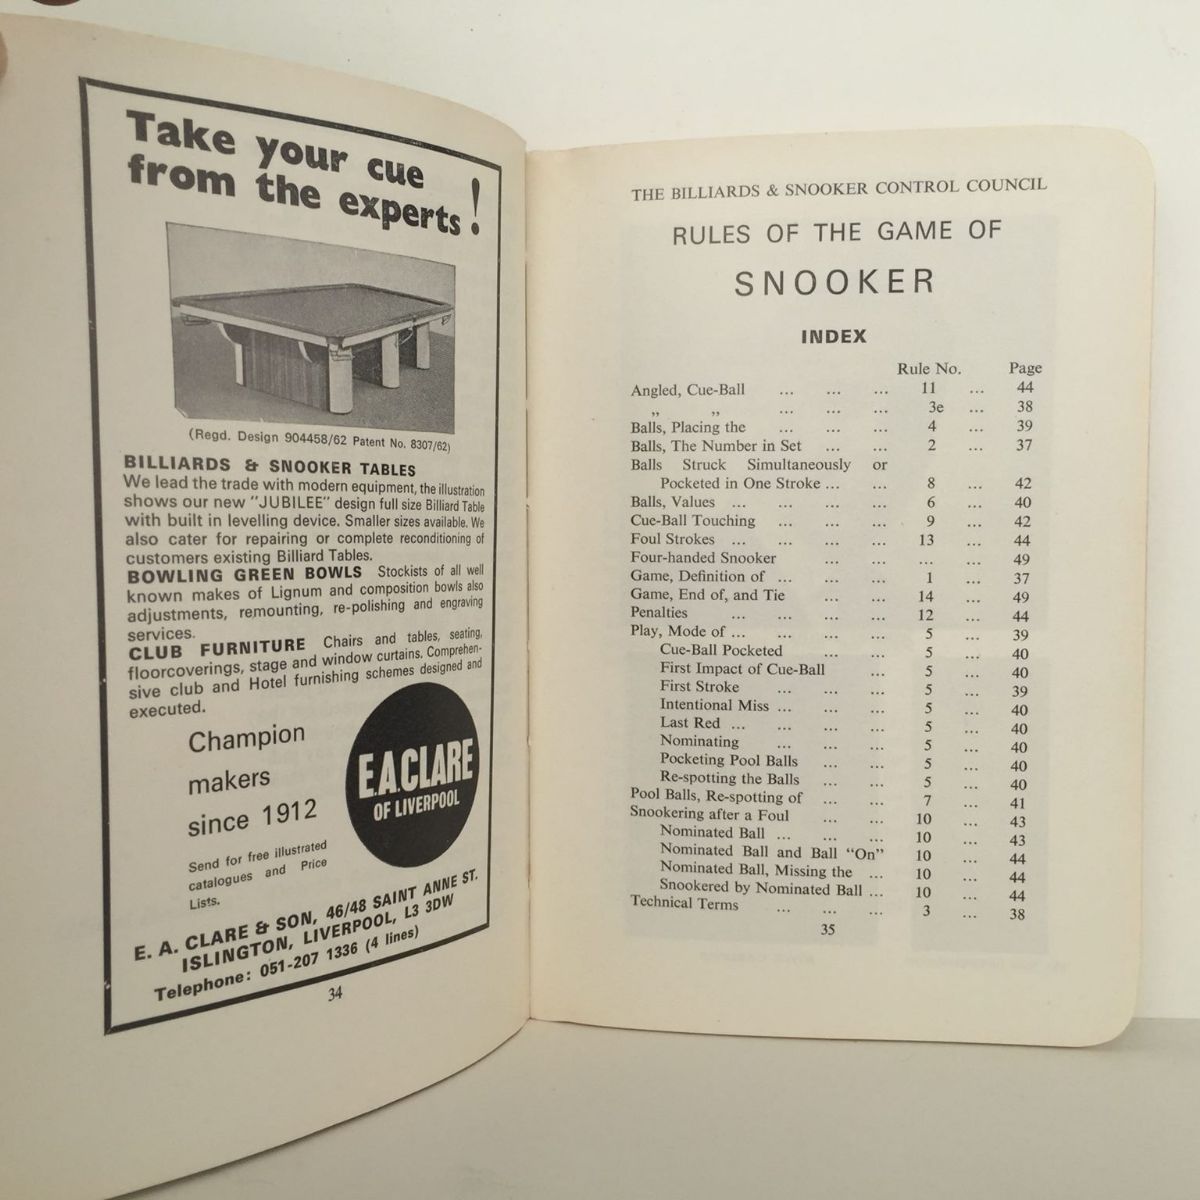 Take your cue
from the experts!
(Regd. Design 904458/62 Patent No. 8307/62)
BILLIARDS & SNOOKER TABLES
We lead the trade with modern equipment, the illustration
shows our new "JUBILEE" design full size Billiard Table
with built in levelling device. Smaller sizes available. We
also cater for repairing or complete reconditioning of
customers existing Billiard Tables.
BOWLING GREEN BOWLS Stockists of all well
known makes of Lignum and composition bowls also
adjustments, remounting, re-polishing and engraving
services.
CLUB FURNITURE Chairs and tables, seating,
floorcoverings, stage and window curtains. Comprehen-
sive club and Hotel furnishing schemes designed and
executed.
Champion
makers
since 1912
E.A.CLARE
OF LIVERPOOL
Send for free illustrated
catalogues and Price
Lists.
E. A. CLARE & SON, 46/48 SAINT ANNE ST.
ISLINGTON, LIVERPOOL, L3 3DW
Telephone: 051-207 1336 (4 lines)
34
THE BILLIARDS & SNOOKER CONTROL COUNCIL
RULES OF THE GAME OF
SNOOKER
INDEX
Rule No. Page
Angled, Cue-Ball ... ... ... 11 ... 44
,, ,, ... ... ... 3e ... 38
Balls, Placing the ... ... ... 4 ... 39
Balls, The Number in Set ... ... 2 ... 37
Balls Struck Simultaneously or
Pocketed in One Stroke ... ... 8 ... 42
Balls, Values ... ... ... ... 6 ... 40
Cue-Ball Touching ... ... ... 9 ... 42
Foul Strokes ... ... ... ... 13 ... 44
Four-handed Snooker ... ... ... ... 49
Game, Definition of ... ... ... 1 ... 37
Game, End of, and Tie ... ... 14 ... 49
Penalties ... ... ... ... 12 ... 44
Play, Mode of ... ... ... ... 5 ... 39
Cue-Ball Pocketed ... ... 5 ... 40
First Impact of Cue-Ball ... 5 ... 40
First Stroke ... ... ... 5 ... 39
Intentional Miss ... ... ... 5 ... 40
Last Red ... ... ... ... 5 ... 40
Nominating ... ... ... 5 ... 40
Pocketing Pool Balls ... ... 5 ... 40
Re-spotting the Balls ... ... 5 ... 40
Pool Balls, Re-spotting of ... ... 7 ... 41
Snookering after a Foul ... ... 10 ... 43
Nominated Ball ... ... ... 10 ... 43
Nominated Ball and Ball "On" 10 ... 44
Nominated Ball, Missing the ... 10 ... 44
Snookered by Nominated Ball ... 10 ... 44
Technical Terms ... ... ... 3 ... 38
35